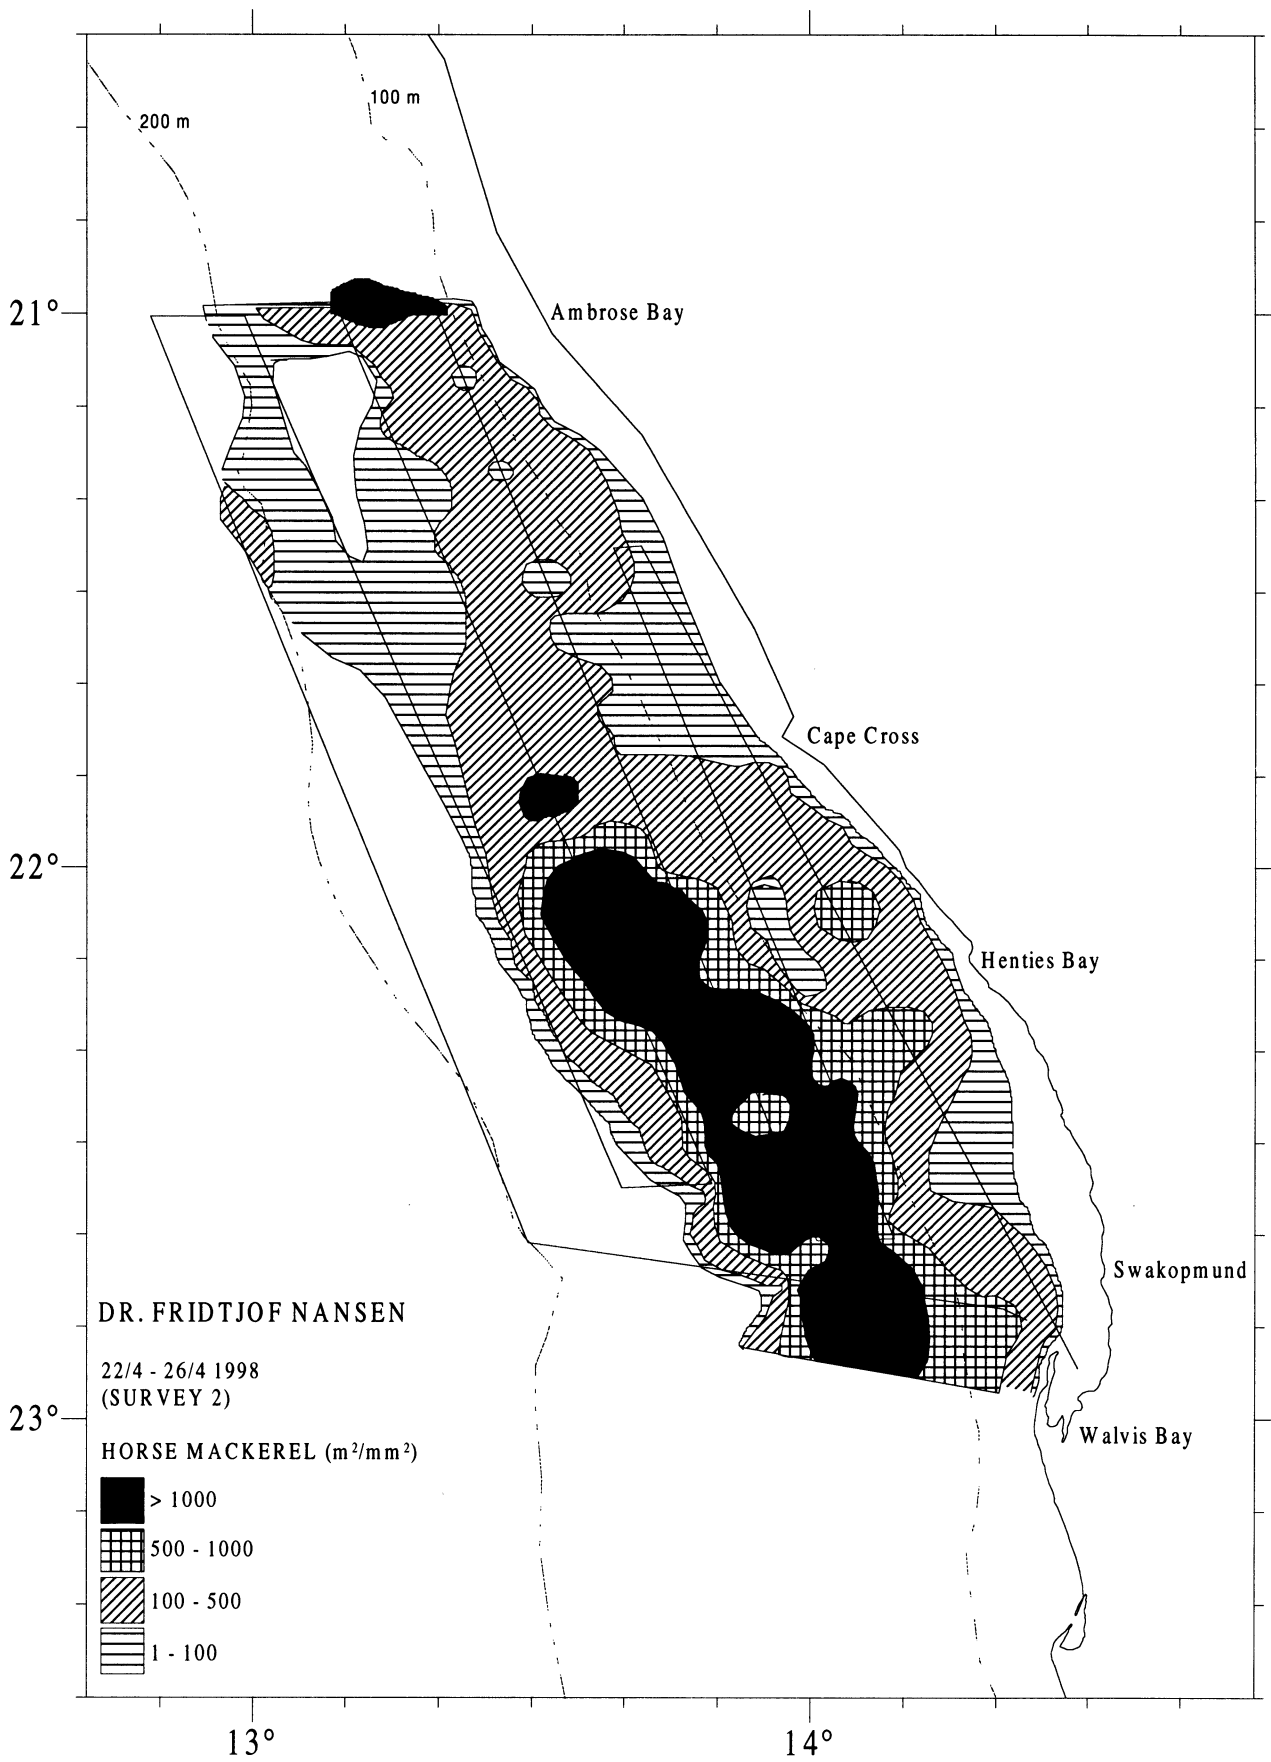 100 m
200 m
21°
Ambrose Bay
Cape Cross
22°
Henties Bay
Swakopmund
DR. FRIDTJOF NANSEN
22/4 - 26/4 1998
(SURVEY 2)
23°
Walvis Bay
HORSE MACKEREL (m²/mm²)
> 1000
500 - 1000
100 - 500
1 - 100
13°
14°